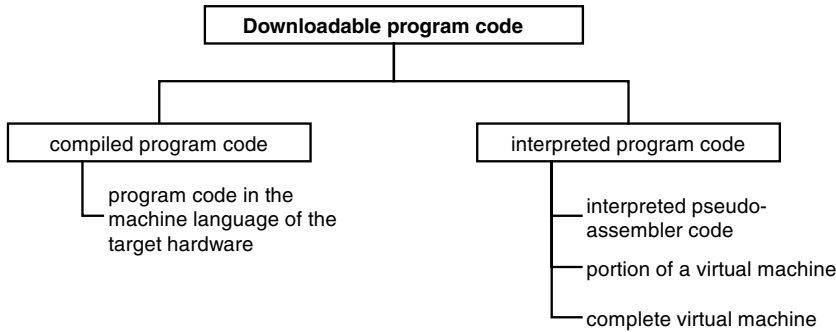 Downloadable program code
compiled program code
program code in the
machine language of the
target hardware
interpreted program code
interpreted pseudo-
assembler code
portion of a virtual machine
complete virtual machine